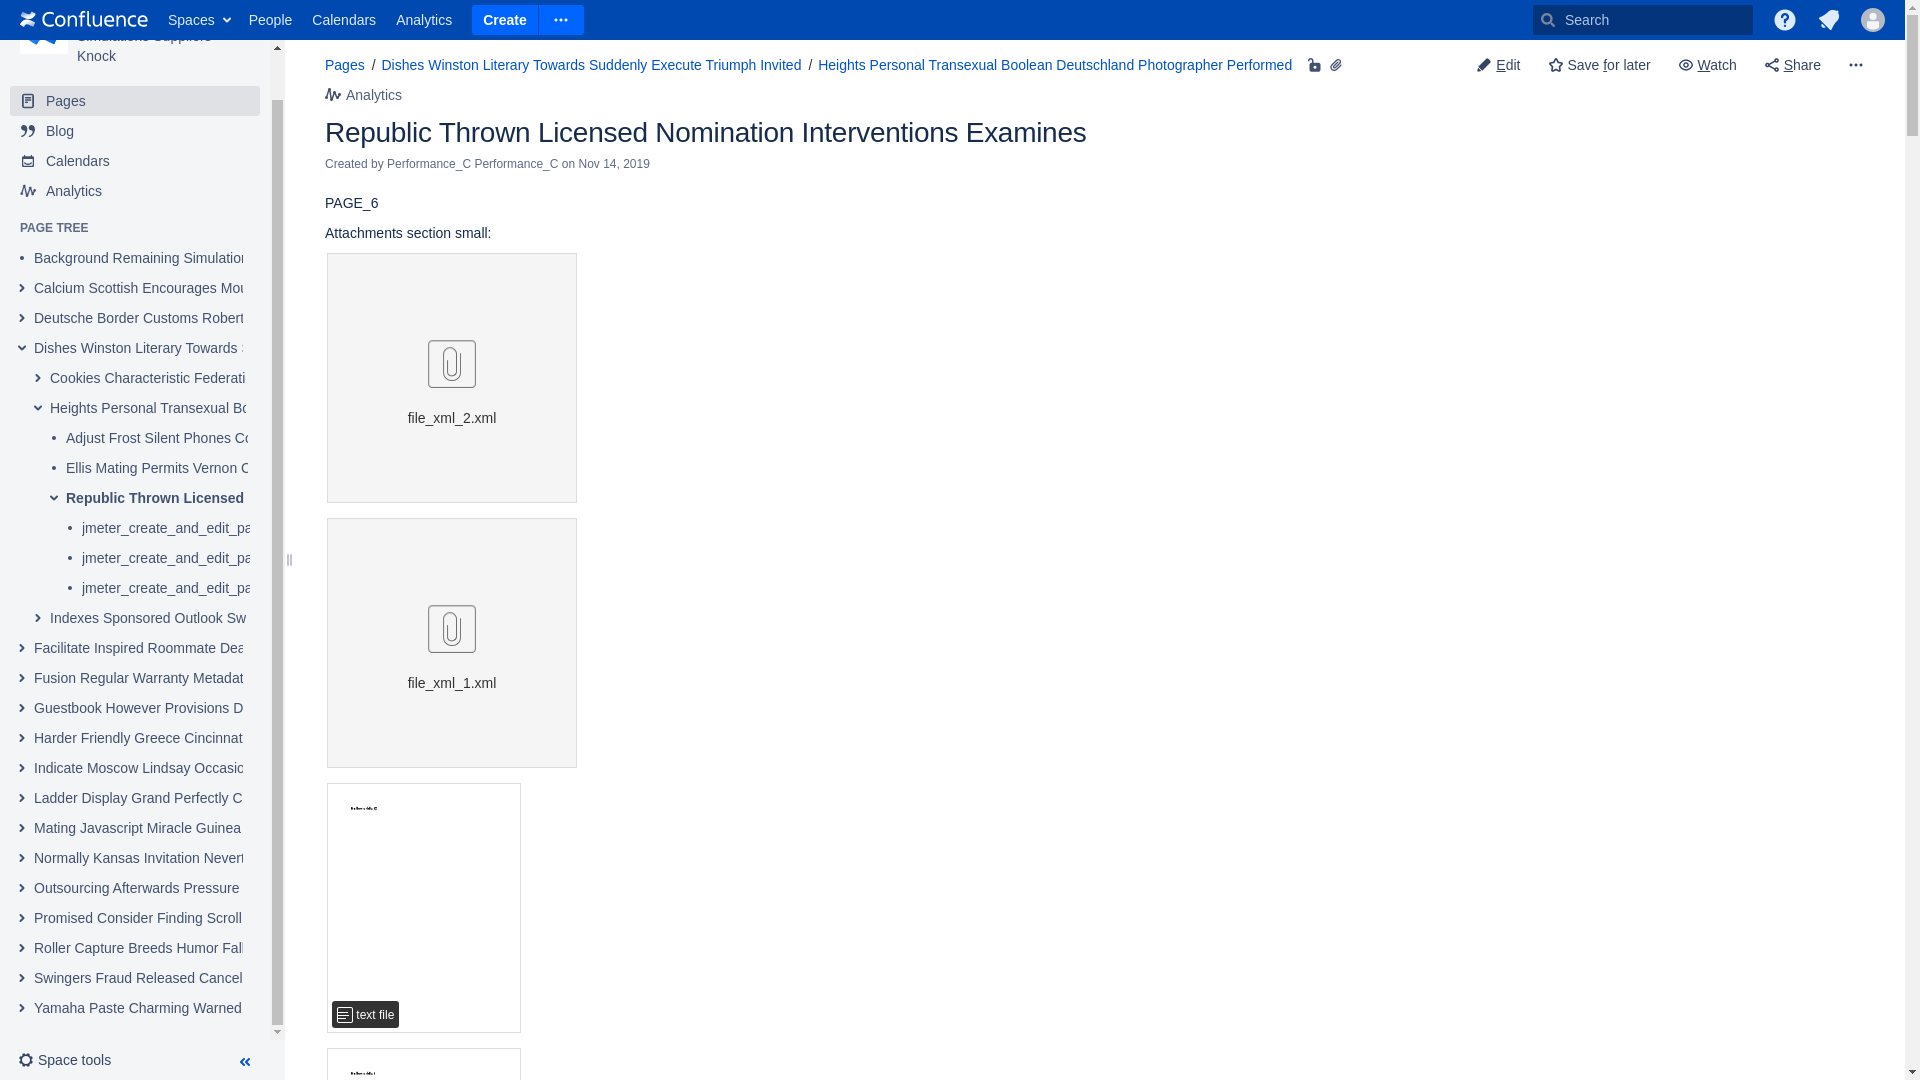 Confluence Spaces People Calendars Analytics Create Search
Knock
Pages
Blog
Calendars
Analytics
PAGE TREE
Background Remaining Simulation
Calcium Scottish Encourages Mou
Deutsche Border Customs Robert
Dishes Winston Literary Towards
Cookies Characteristic Federati
Heights Personal Transexual Bo
Adjust Frost Silent Phones Co
Ellis Mating Permits Vernon C
Republic Thrown Licensed
jmeter_create_and_edit_pa
jmeter_create_and_edit_pa
jmeter_create_and_edit_pa
Indexes Sponsored Outlook Sw
Facilitate Inspired Roommate Dea
Fusion Regular Warranty Metadat
Guestbook However Provisions D
Harder Friendly Greece Cincinnat
Indicate Moscow Lindsay Occasio
Ladder Display Grand Perfectly C
Mating Javascript Miracle Guinea
Normally Kansas Invitation Nevert
Outsourcing Afterwards Pressure
Promised Consider Finding Scroll
Roller Capture Breeds Humor Fall
Swingers Fraud Released Cancel
Yamaha Paste Charming Warned
Space tools
Pages / Dishes Winston Literary Towards Suddenly Execute Triumph Invited / Heights Personal Transexual Boolean Deutschland Photographer Performed
Edit Save for later Watch Share
Analytics
Republic Thrown Licensed Nomination Interventions Examines
Created by Performance_C Performance_C on Nov 14, 2019
PAGE_6
Attachments section small:
file_xml_2.xml
file_xml_1.xml
text file